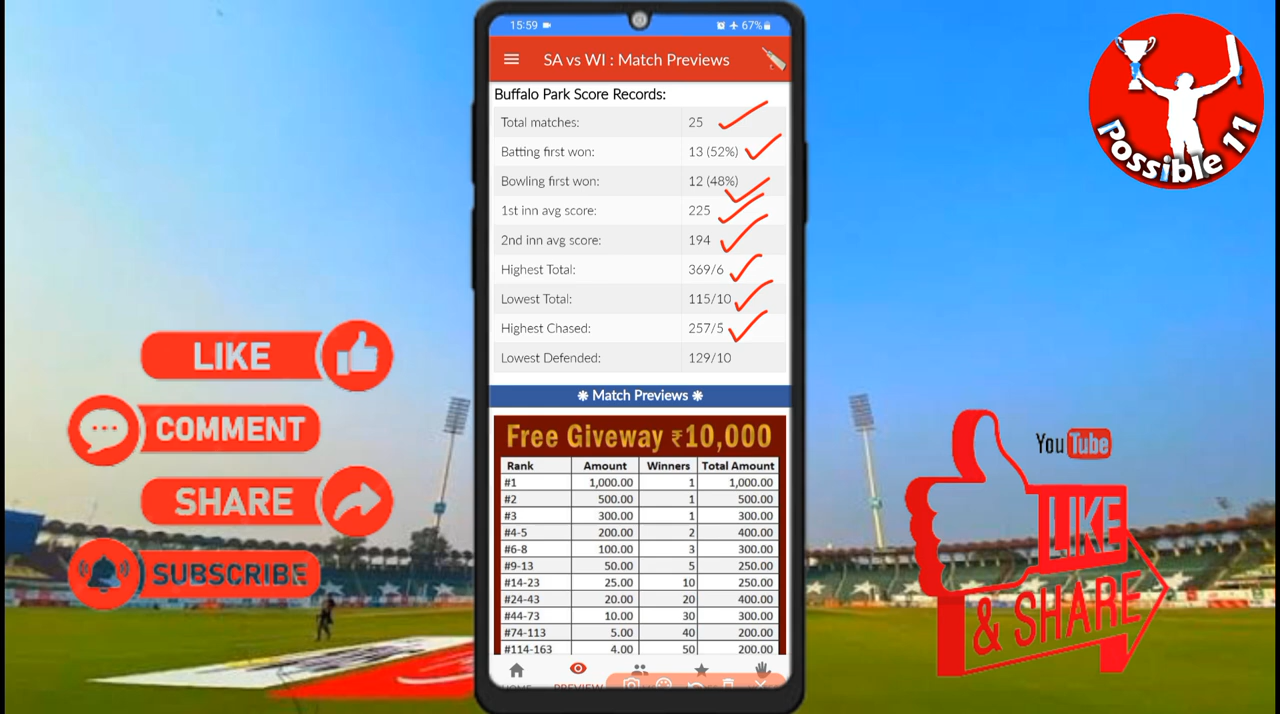 15:59
67%
SA vs WI : Match Previews
Buffalo Park Score Records:
Total matches: 25
Batting first won: 13 (52%)
Bowling first won: 12 (48%)
1st inn avg score: 225
2nd inn avg score: 194
Highest Total: 369/6
Lowest Total: 115/10
Highest Chased: 257/5
Lowest Defended: 129/10
❋ Match Previews ❋
Free Giveway ₹10,000
Rank Amount Winners Total Amount
#1 1,000.00 1 1,000.00
#2 500.00 1 500.00
#3 300.00 1 300.00
#4-5 200.00 2 400.00
#6-8 100.00 3 300.00
#9-13 50.00 5 250.00
#14-23 25.00 10 250.00
#24-43 20.00 20 400.00
#44-73 10.00 30 300.00
#74-113 5.00 40 200.00
#114-163 4.00 50 200.00
LIKE
COMMENT
SHARE
SUBSCRIBE
Possible 11
YouTube
LIKE
& SHARE